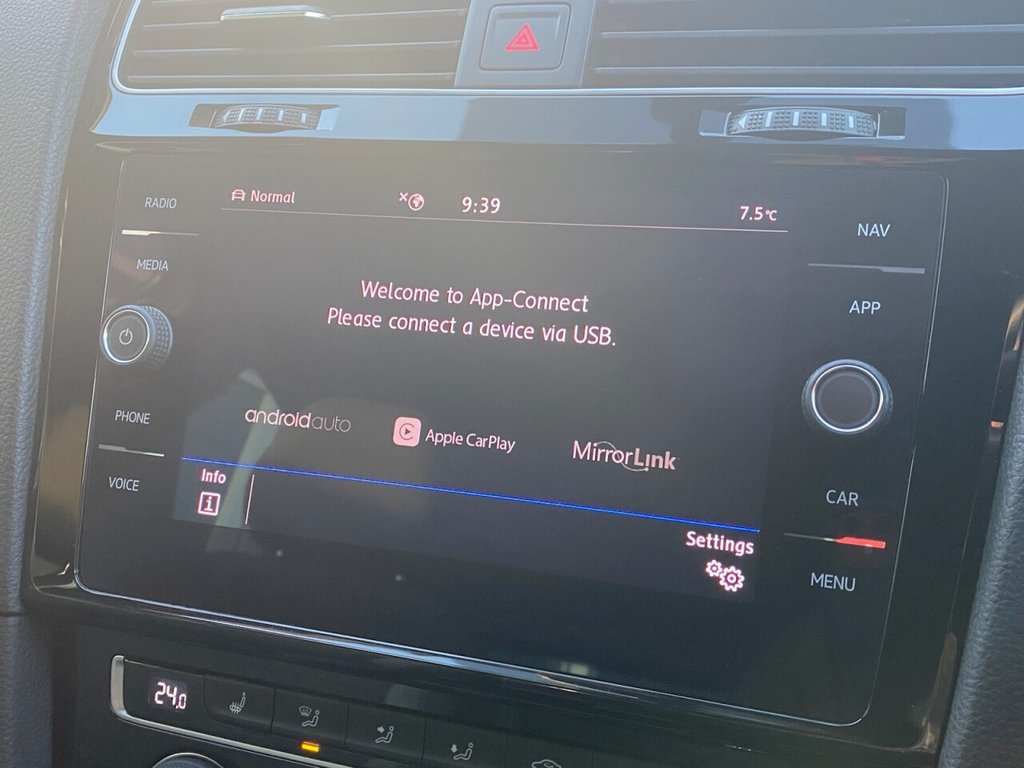 RADIO
MEDIA
PHONE
VOICE
Normal
9:39
7.5°C
Welcome to App-Connect
Please connect a device via USB.
androidauto
Apple CarPlay
MirrorLink
Info
i
Settings
NAV
APP
CAR
MENU
24.0